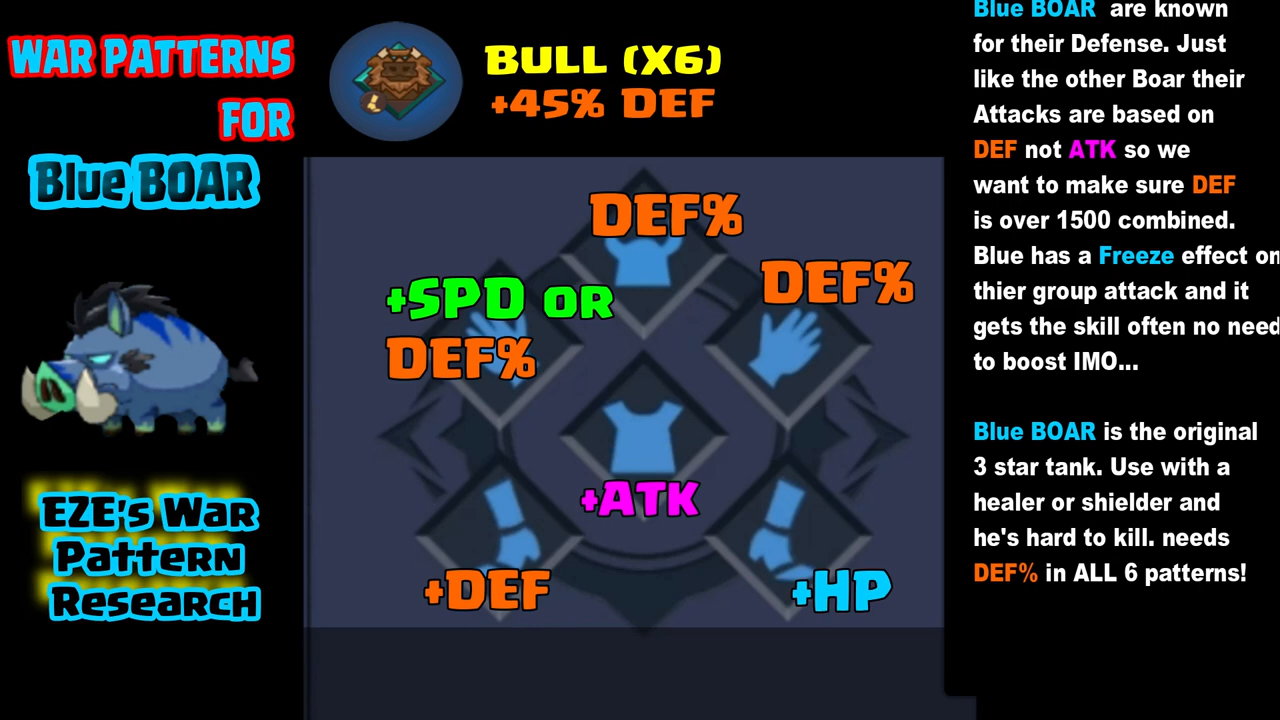 WAR PATTERNS
FOR
Blue BOAR
BULL (X6)
+45% DEF
DEF%
DEF%
+SPD OR
DEF%
+ATK
+DEF
+HP
EZE's War
Pattern
Research
Blue BOAR are known
for their Defense. Just
like the other Boar their
Attacks are based on
DEF not ATK so we
want to make sure DEF
is over 1500 combined.
Blue has a Freeze effect on
thier group attack and it
gets the skill often no need
to boost IMO...
Blue BOAR is the original
3 star tank. Use with a
healer or shielder and
he's hard to kill. needs
DEF% in ALL 6 patterns!